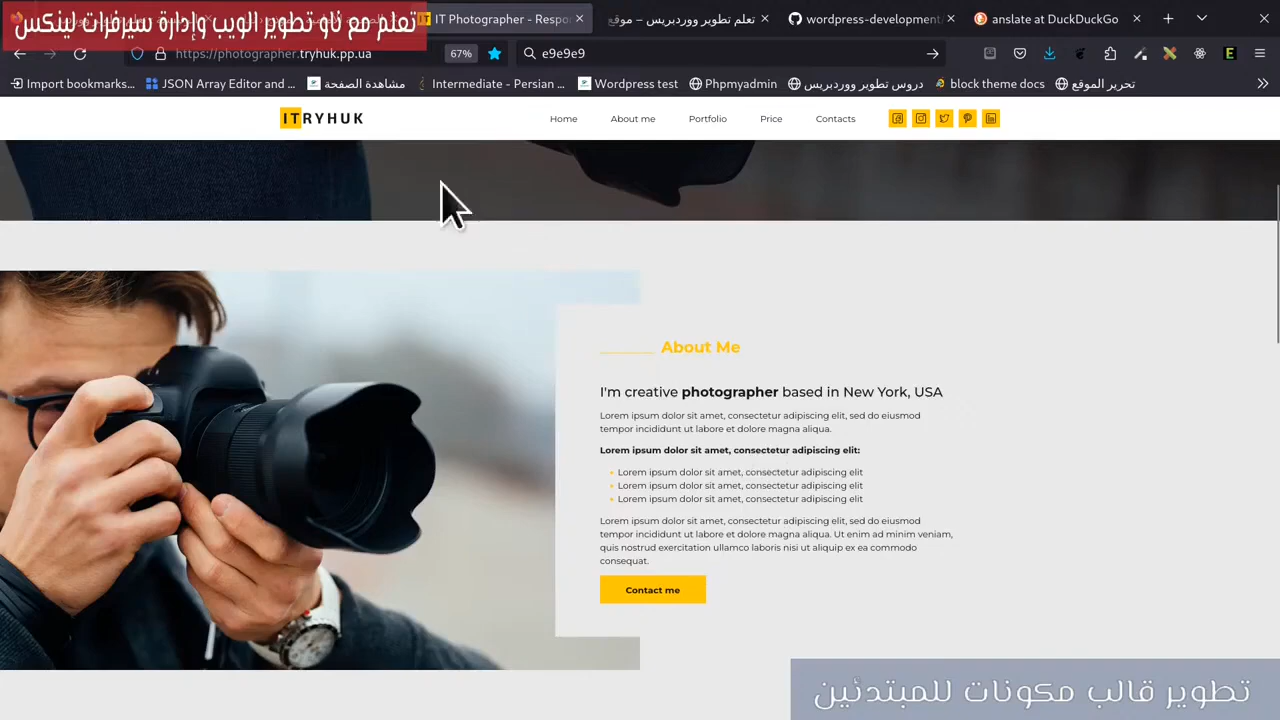 تعلم مع ناو تطوير الويب وإدارة سيرفرات لينكس
IT Photographer - Respo
تعلم تطوير ووردبريس – موقع
wordpress-development/
anstate at DuckDuckGo
https://photographer.tryhuk.pp.ua
67%
e9e9e9
Import bookmarks...
JSON Array Editor and ...
مشاهدة الصفحة
Intermediate - Persian ...
Wordpress test
Phpmyadmin
دروس تطوير ووردبريس
block theme docs
تحرير الموقع
ITRYHUK
Home
About me
Portfolio
Price
Contacts
About Me
I'm creative photographer based in New York, USA
Lorem ipsum dolor sit amet, consectetur adipiscing elit, sed do eiusmod
tempor incididunt ut labore et dolore magna aliqua.
Lorem ipsum dolor sit amet, consectetur adipiscing elit:
Lorem ipsum dolor sit amet, consectetur adipiscing elit
Lorem ipsum dolor sit amet, consectetur adipiscing elit
Lorem ipsum dolor sit amet, consectetur adipiscing elit
Lorem ipsum dolor sit amet, consectetur adipiscing elit, sed do eiusmod
tempor incididunt ut labore et dolore magna aliqua. Ut enim ad minim veniam,
quis nostrud exercitation ullamco laboris nisi ut aliquip ex ea commodo
consequat.
Contact me
تطوير قالب مكونات للمبتدئين